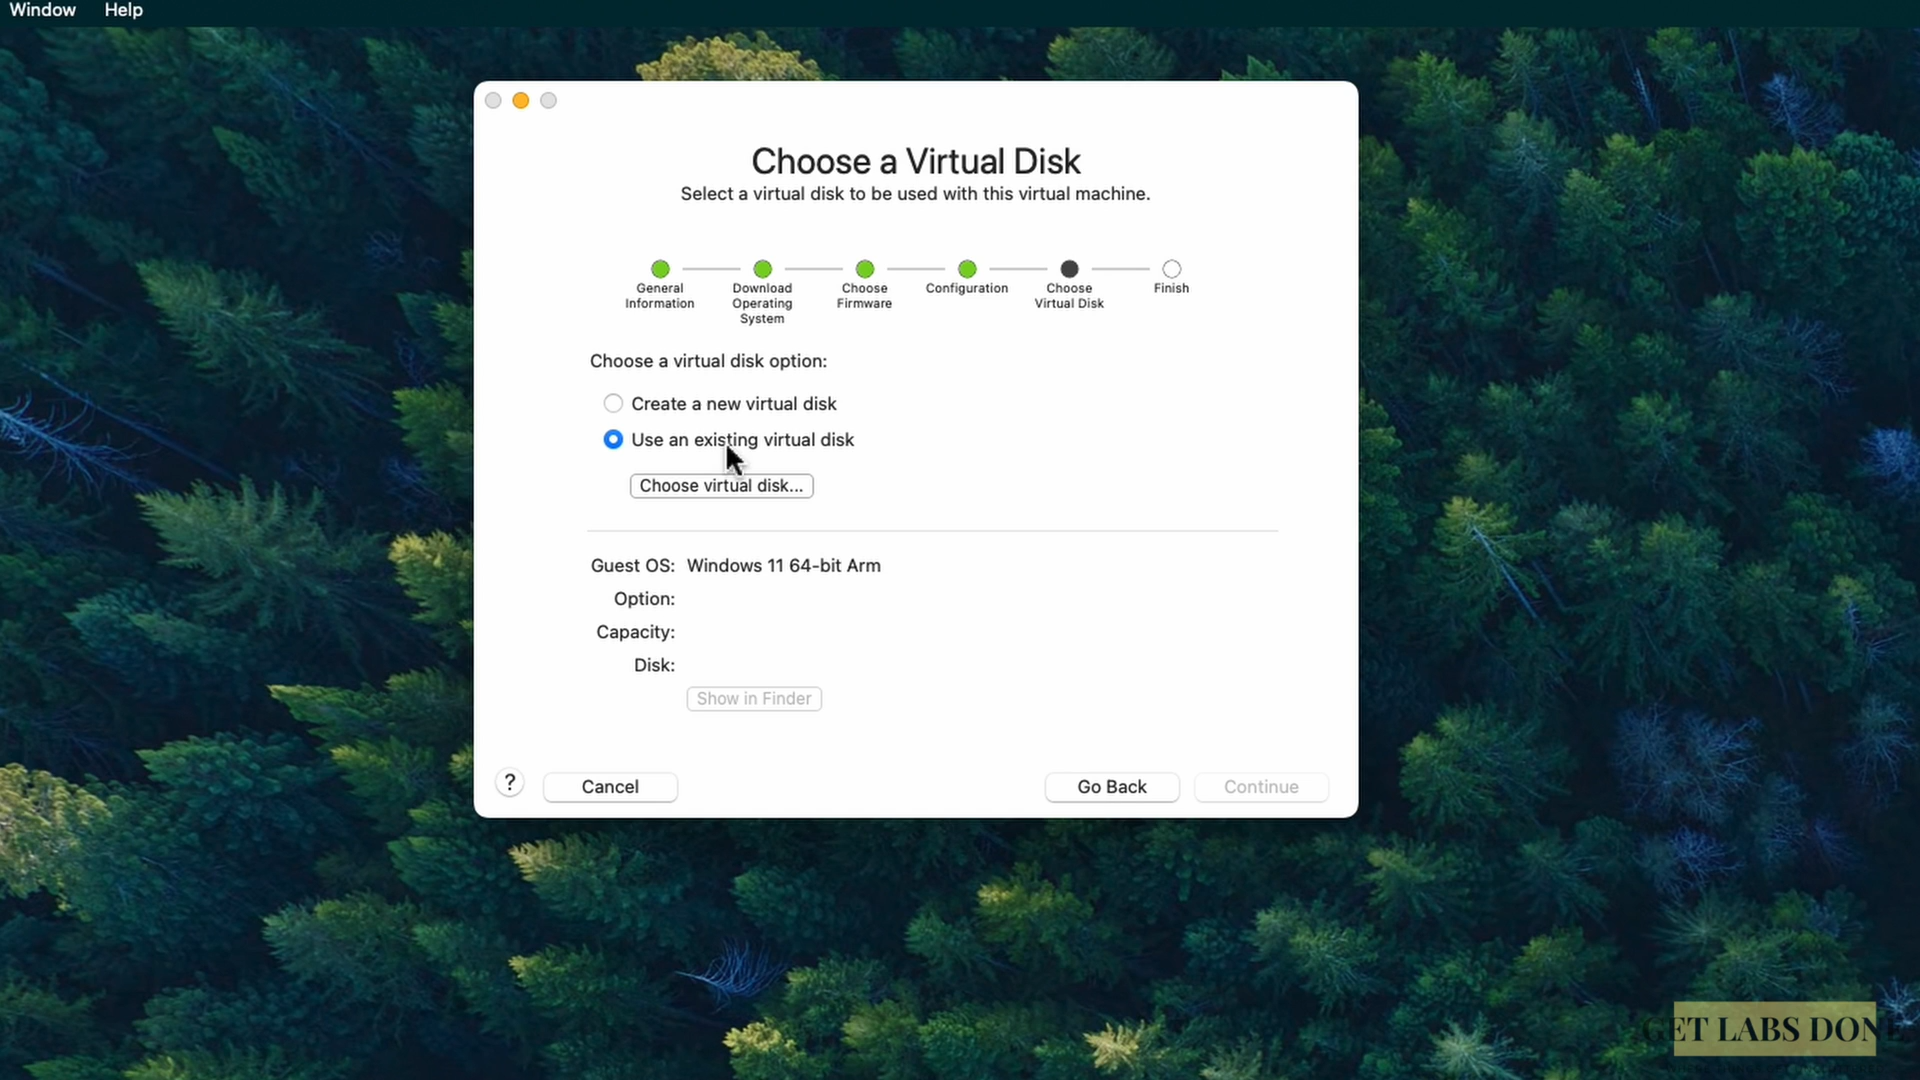 Window Help
Choose a Virtual Disk
Select a virtual disk to be used with this virtual machine.
General Information
Download Operating System
Choose Firmware
Configuration
Choose Virtual Disk
Finish
Choose a virtual disk option:
Create a new virtual disk
Use an existing virtual disk
Choose virtual disk...
Guest OS: Windows 11 64-bit Arm
Option:
Capacity:
Disk:
Show in Finder
? Cancel Go Back Continue
GET LABS DONE